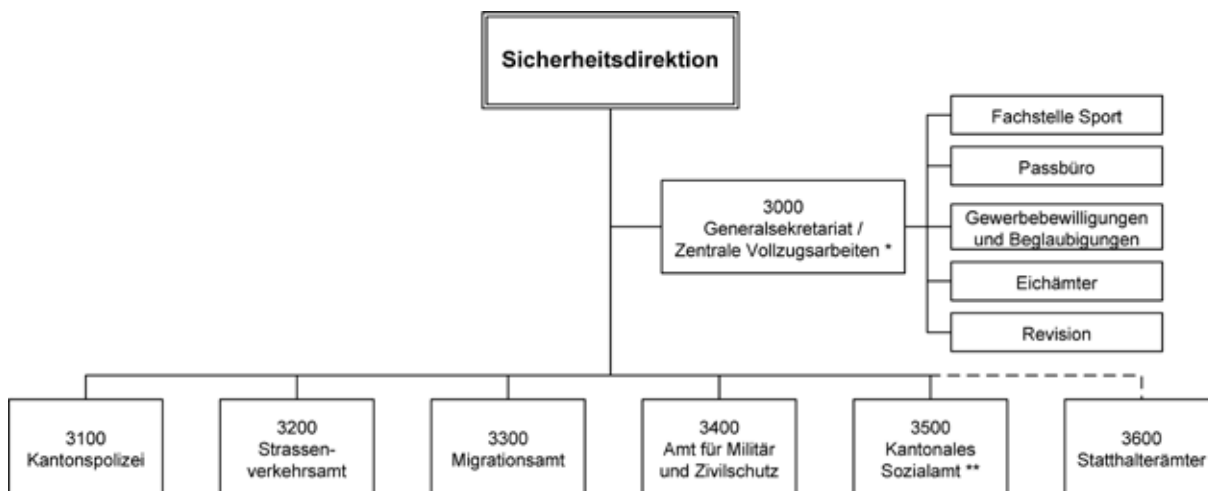 Sicherheitsdirektion
Fachstelle Sport
Passbüro
3000
Generalsekretariat /
Zentrale Vollzugsarbeiten *
Gewerbebewilligungen
und Beglaubigungen
Eichämter
Revision
3100
Kantonspolizei
3200
Strassen-
verkehrsamt
3300
Migrationsamt
3400
Amt für Militär
und Zivilschutz
3500
Kantonales
Sozialamt **
3600
Statthalterämter